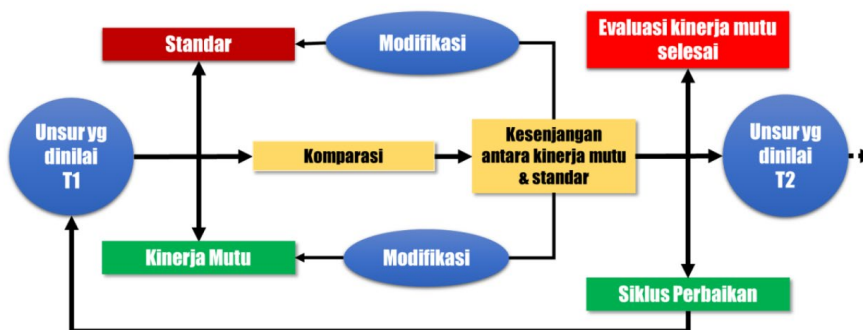 Standar
Modifikasi
Evaluasi kinerja mutu
selesai
Unsur yg
dinilai
T1
Komparasi
Kesenjangan
antara kinerja mutu
& standar
Unsur yg
dinilai
T2
Kinerja Mutu
Modifikasi
Siklus Perbaikan